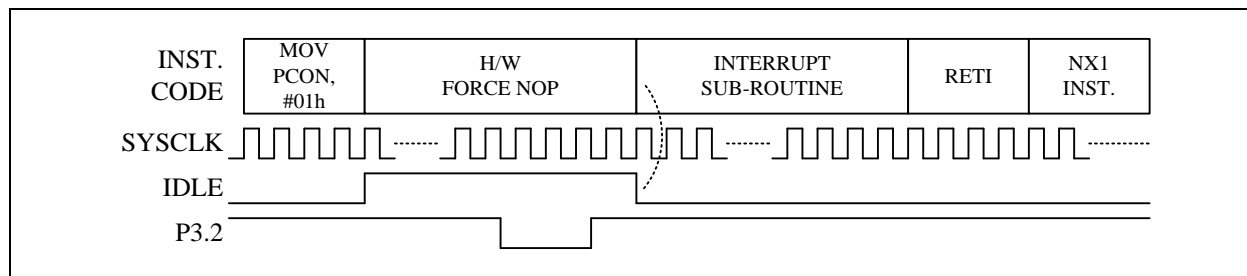 INST.
CODE
MOV
PCON,
#01h
H/W
FORCE NOP
INTERRUPT
SUB-ROUTINE
RETI
NX1
INST.
SYSCLK
IDLE
P3.2